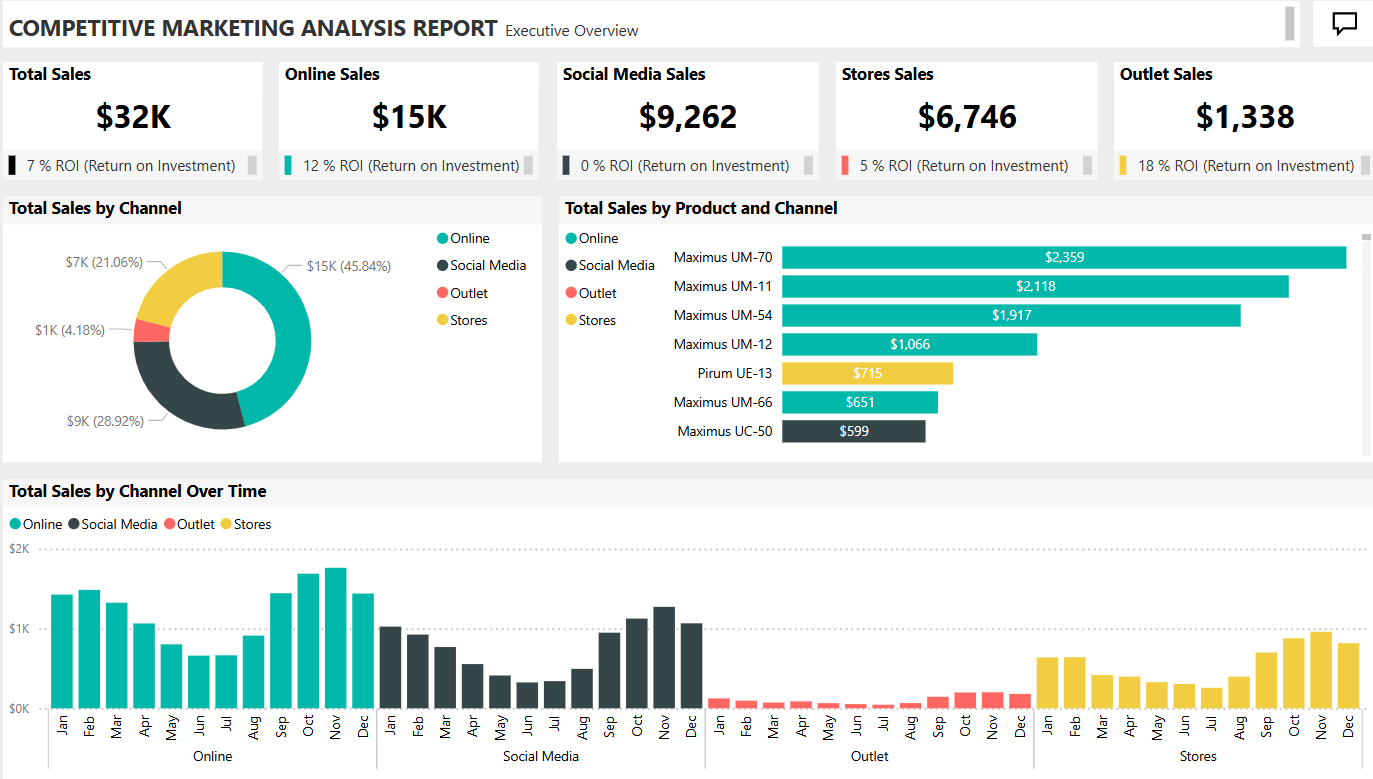 COMPETITIVE MARKETING ANALYSIS REPORT Executive Overview
Total Sales
$32K
7 % ROI (Return on Investment)
Online Sales
$15K
12 % ROI (Return on Investment)
Social Media Sales
$9,262
0 % ROI (Return on Investment)
Stores Sales
$6,746
5 % ROI (Return on Investment)
Outlet Sales
$1,338
18 % ROI (Return on Investment)
Total Sales by Channel
$7K (21.06%)
$15K (45.84%)
$1K (4.18%)
$9K (28.92%)
Online
Social Media
Outlet
Stores
Total Sales by Product and Channel
Online
Social Media
Outlet
Stores
Maximus UM-70 $2,359
Maximus UM-11 $2,118
Maximus UM-54 $1,917
Maximus UM-12 $1,066
Pirum UE-13 $715
Maximus UM-66 $651
Maximus UC-50 $599
Total Sales by Channel Over Time
Online Social Media Outlet Stores
$2K
$1K
$0K
Jan Feb Mar Apr May Jun Jul Aug Sep Oct Nov Dec Jan Feb Mar Apr May Jun Jul Aug Sep Oct Nov Dec Jan Feb Mar Apr May Jun Jul Aug Sep Oct Nov Dec Jan Feb Mar Apr May Jun Jul Aug Sep Oct Nov Dec
Online Social Media Outlet Stores